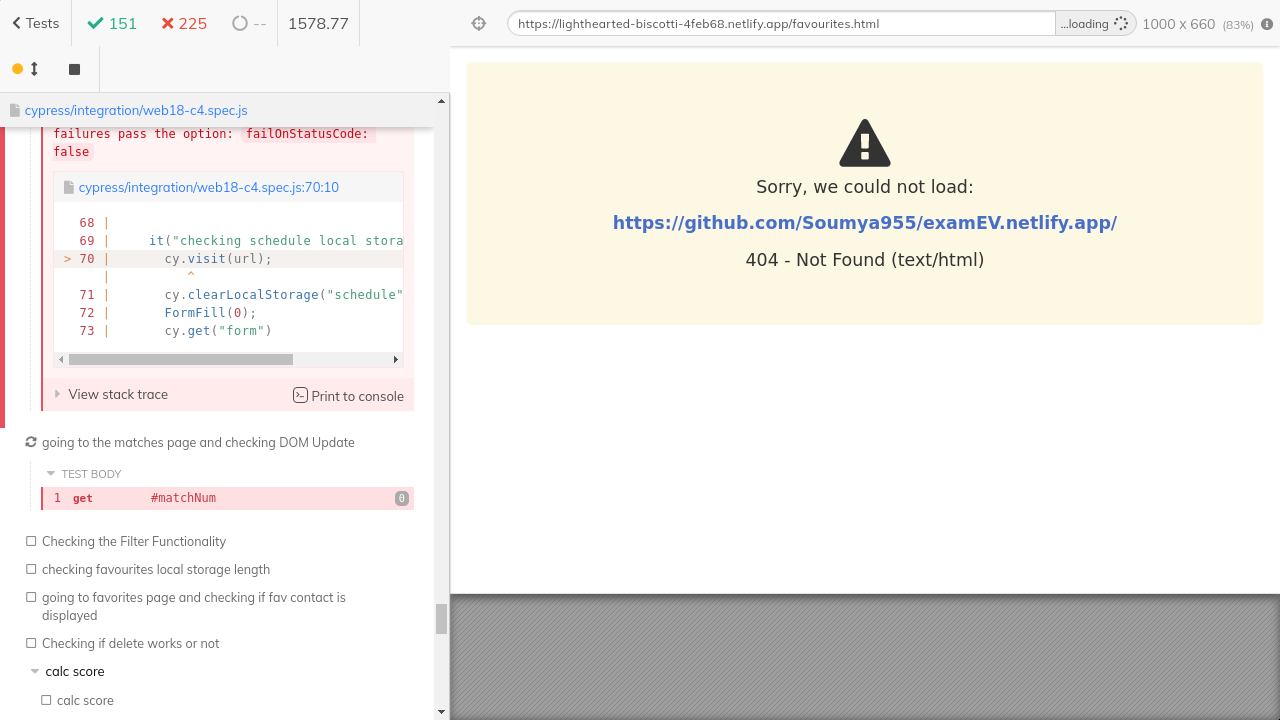 Tests
151
225
--
1578.77
cypress/integration/web18-c4.spec.js
failures pass the option: failOnStatusCode:
false
cypress/integration/web18-c4.spec.js:70:10
68 |
69 | it("checking schedule local stora
> 70 | cy.visit(url);
| ^
71 | cy.clearLocalStorage("schedule"
72 | FormFill(0);
73 | cy.get("form")
View stack trace
Print to console
going to the matches page and checking DOM Update
TEST BODY
1 get #matchNum 0
Checking the Filter Functionality
checking favourites local storage length
going to favorites page and checking if fav contact is
displayed
Checking if delete works or not
calc score
calc score
https://lighthearted-biscotti-4feb68.netlify.app/favourites.html
...loading
1000 x 660 (83%)
Sorry, we could not load:
https://github.com/Soumya955/examEV.netlify.app/
404 - Not Found (text/html)